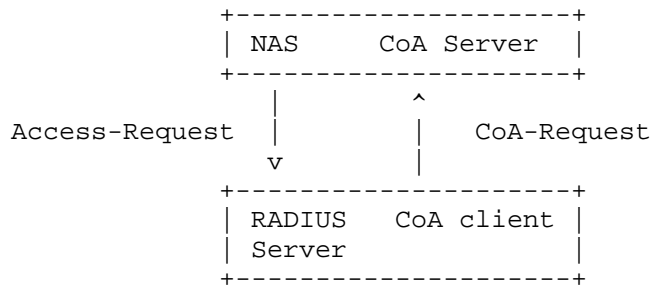 +----------------------+
| NAS     CoA Server  |
+----------------------+
|         ^
Access-Request  |         |   CoA-Request
v         |
+----------------------+
| RADIUS   CoA client |
| Server              |
+----------------------+